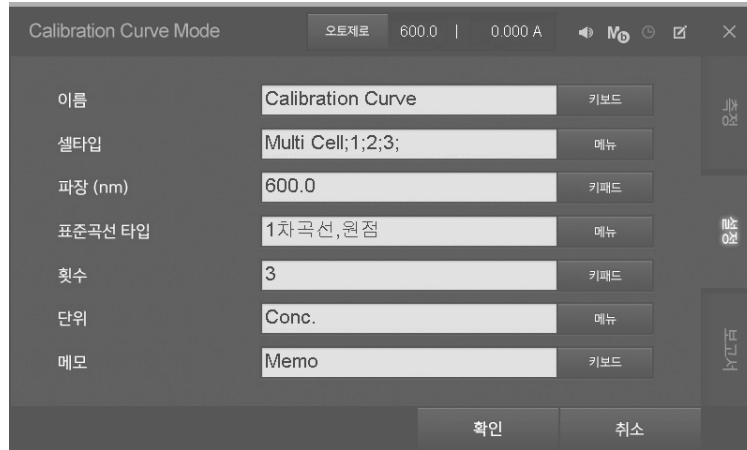 Calibration Curve Mode 오토제로 600.0 | 0.000 A
이름 Calibration Curve 키보드
셀타입 Multi Cell;1;2;3; 메뉴
파장 (nm) 600.0 키패드
표준곡선 타입 1차곡선,원점 메뉴
횟수 3 키패드
단위 Conc. 메뉴
메모 Memo 키보드
확인 취소
측정
설정
보고서